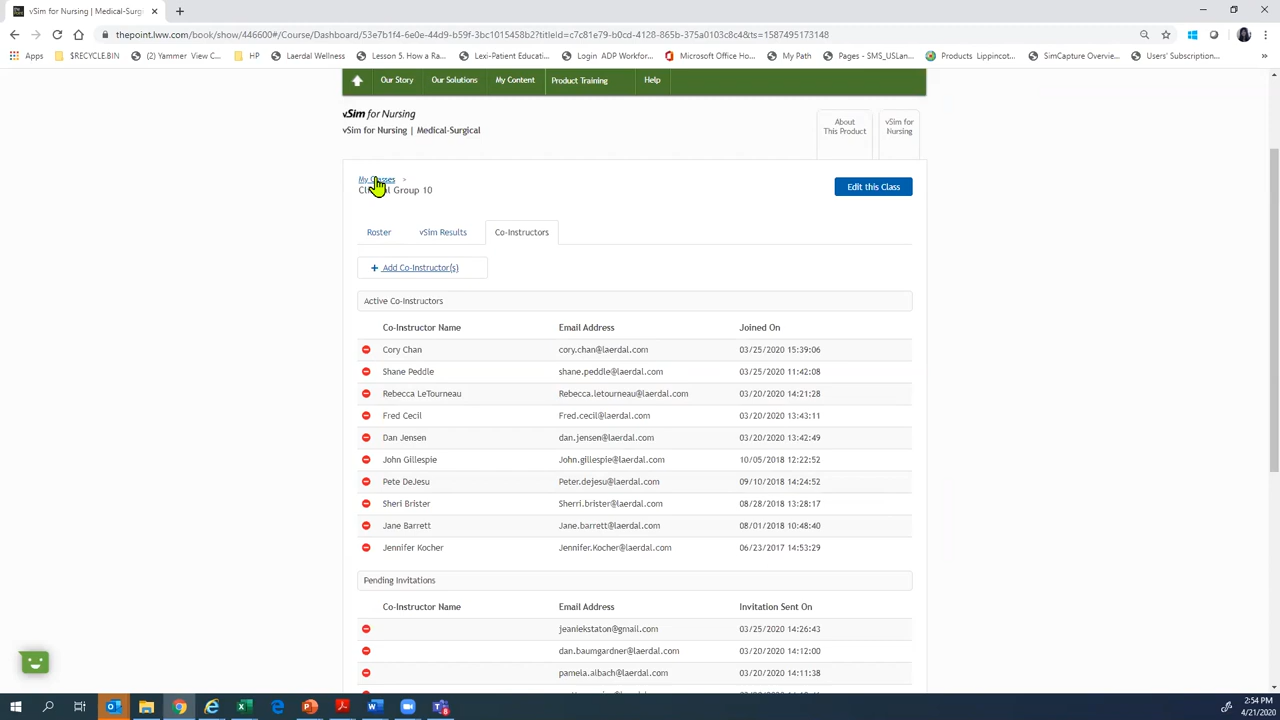 vSim for Nursing | Medical-Surg
thepoint.lww.com/book/show/446600#/Course/Dashboard/53e7b1f4-6e0e-44d9-b59f-3bc1015458b2?titleid=c7c81e79-b0cd-4128-865b-375a0103c8c4&ts=1587495173148
Apps $RECYCLE.BIN (2) Yammer : View C... HP Laerdal Wellness Lesson 5. How a Ra... Lexi-Patient Educati... Login ADP Workfor... Microsoft Office Ho... My Path Pages - SMS_USLan... Products Lippincot... SimCapture Overvie... Users' Supervisory... »
Our Story Our Solutions My Content Product Training Help
vSim for Nursing
vSim for Nursing | Medical-Surgical
About This Product
vSim for Nursing
My Classes >
Clinical Group 10
Edit this Class
Roster vSim Results Co-Instructors
+ Add Co-Instructor(s)
Active Co-Instructors
Co-Instructor Name Email Address Joined On
Cory Chan cory.chan@laerdal.com 03/25/2020 15:39:06
Shane Peddle shane.peddle@laerdal.com 03/25/2020 11:42:08
Rebecca LeTourneau Rebecca.letourneau@laerdal.com 03/20/2020 14:21:28
Fred Cecil Fred.cecil@laerdal.com 03/20/2020 13:43:11
Dan Jensen dan.jensen@laerdal.com 03/20/2020 13:42:49
John Gillespie John.gillespie@laerdal.com 10/05/2018 12:22:52
Pete DeJesu Peter.dejesu@laerdal.com 09/10/2018 14:24:52
Sheri Brister Sherri.brister@laerdal.com 08/28/2018 13:28:17
Jane Barrett Jane.barrett@laerdal.com 08/01/2018 10:48:40
Jennifer Kocher Jennifer.Kocher@laerdal.com 06/23/2017 14:53:29
Pending Invitations
Co-Instructor Name Email Address Invitation Sent On
jeaniekstaton@gmail.com 03/25/2020 14:26:43
dan.baumgardner@laerdal.com 03/20/2020 14:12:00
pamela.albach@laerdal.com 03/20/2020 14:11:38
2:54 PM
4/21/2020